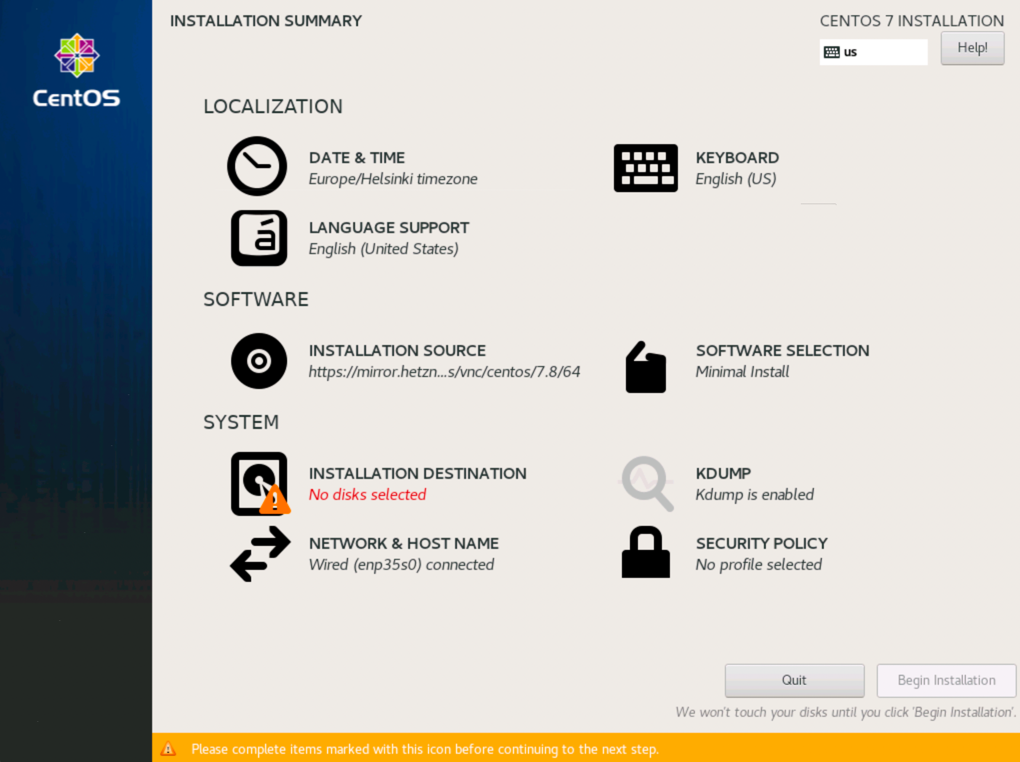 INSTALLATION SUMMARY
CENTOS 7 INSTALLATION
us
Help!
CentOS
LOCALIZATION
DATE & TIME
Europe/Helsinki timezone
KEYBOARD
English (US)
LANGUAGE SUPPORT
English (United States)
SOFTWARE
INSTALLATION SOURCE
https://mirror.hetzn...s/vnc/centos/7.8/64
SOFTWARE SELECTION
Minimal Install
SYSTEM
INSTALLATION DESTINATION
No disks selected
KDUMP
Kdump is enabled
NETWORK & HOST NAME
Wired (enp35s0) connected
SECURITY POLICY
No profile selected
Quit
Begin Installation
We won't touch your disks until you click 'Begin Installation'.
Please complete items marked with this icon before continuing to the next step.